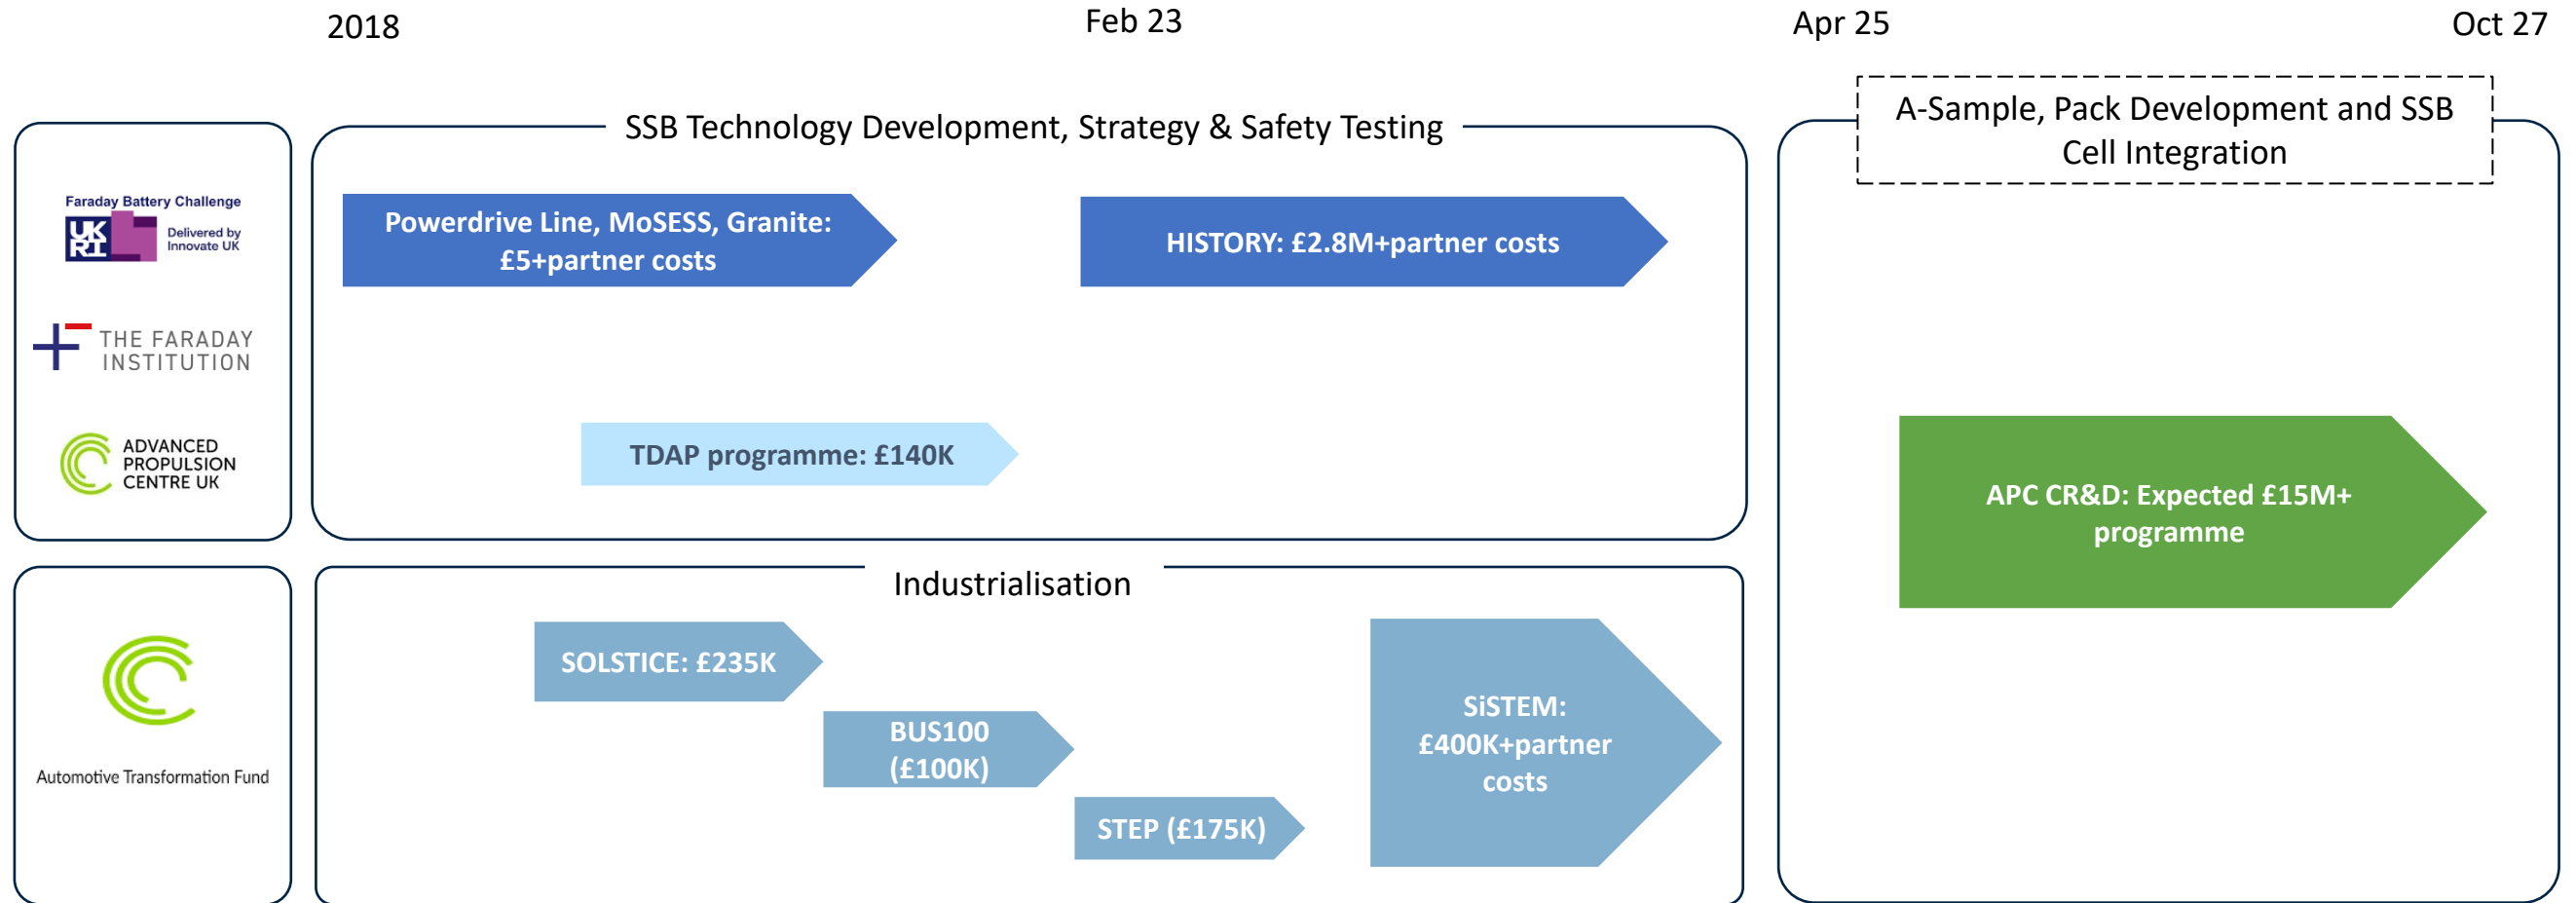 2018
Feb 23
Apr 25
Oct 27
SSB Technology Development, Strategy & Safety Testing
A-Sample, Pack Development and SSB
Cell Integration
Faraday Battery Challenge
UK
RI
Delivered by
Innovate UK
THE FARADAY
INSTITUTION
ADVANCED
PROPULSION
CENTRE UK
Powerdrive Line, MoSESS, Granite:
£5+partner costs
HISTORY: £2.8M+partner costs
TDAP programme: £140K
APC CR&D: Expected £15M+
programme
Industrialisation
Automotive Transformation Fund
SOLSTICE: £235K
BUS100
(£100K)
STEP (£175K)
SiSTEM:
£400K+partner
costs